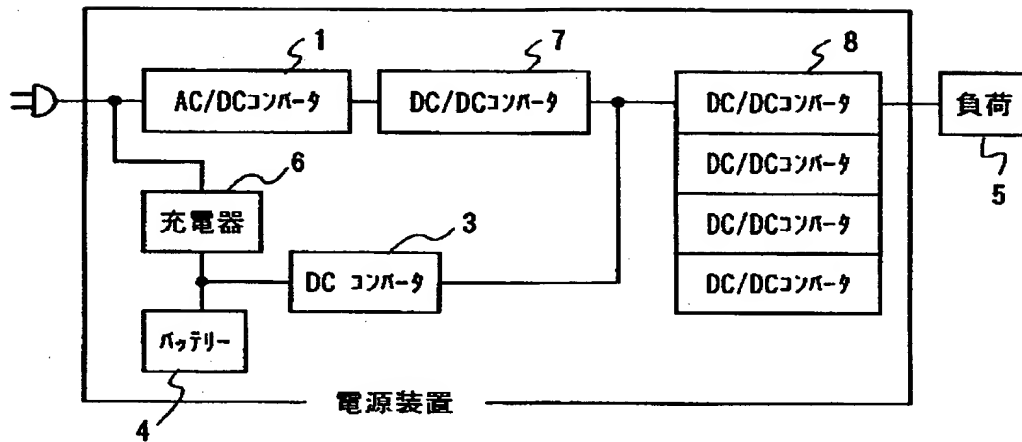 1
7
8
AC/DCコンバータ
DC/DCコンバータ
DC/DCコンバータ
負荷
DC/DCコンバータ
6
5
充電器
3
DC/DCコンバータ
DC コンバータ
DC/DCコンバータ
バッテリー
電源装置
4